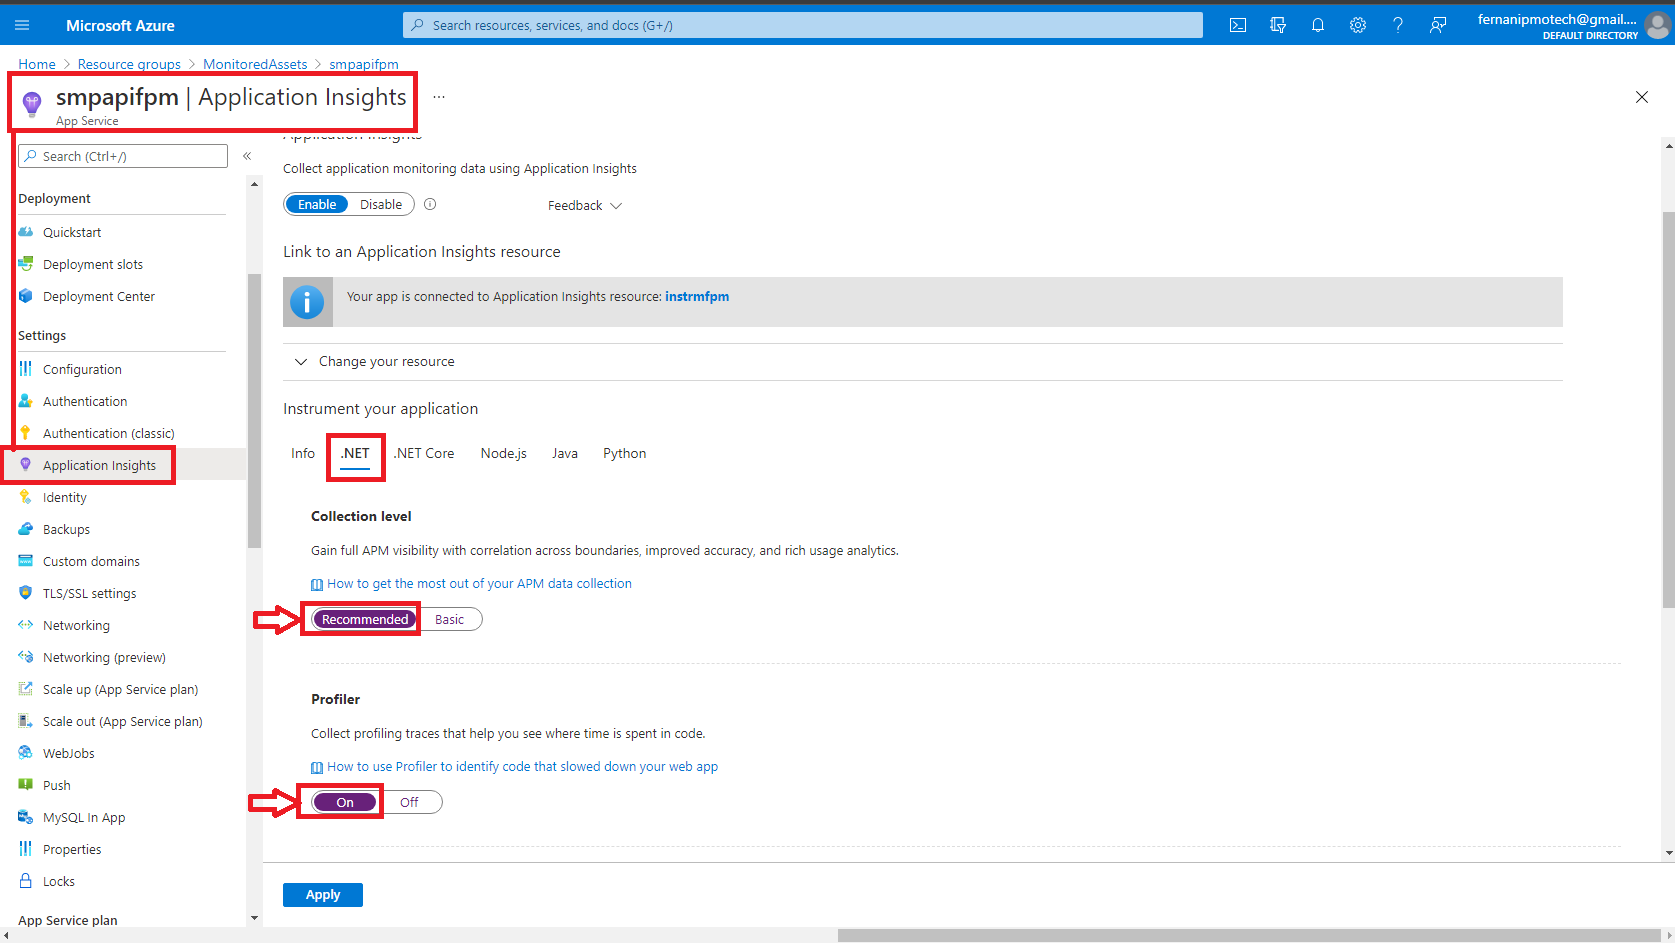 Microsoft Azure
Search resources, services, and docs (G+/)
fernanipmotech@gmail....
DEFAULT DIRECTORY
Home > Resource groups > MonitoredAssets > smpapifpm
smpapifpm | Application Insights ...
App Service
Search (Ctrl+/)
Deployment
Quickstart
Deployment slots
Deployment Center
Settings
Configuration
Authentication
Authentication (classic)
Application Insights
Identity
Backups
Custom domains
TLS/SSL settings
Networking
Networking (preview)
Scale up (App Service plan)
Scale out (App Service plan)
WebJobs
Push
MySQL In App
Properties
Locks
App Service plan
Application Insights
Collect application monitoring data using Application Insights
Enable Disable
Feedback
Link to an Application Insights resource
Your app is connected to Application Insights resource: instrmfpm
Change your resource
Instrument your application
Info .NET .NET Core Node.js Java Python
Collection level
Gain full APM visibility with correlation across boundaries, improved accuracy, and rich usage analytics.
How to get the most out of your APM data collection
Recommended Basic
Profiler
Collect profiling traces that help you see where time is spent in code.
How to use Profiler to identify code that slowed down your web app
On Off
Apply